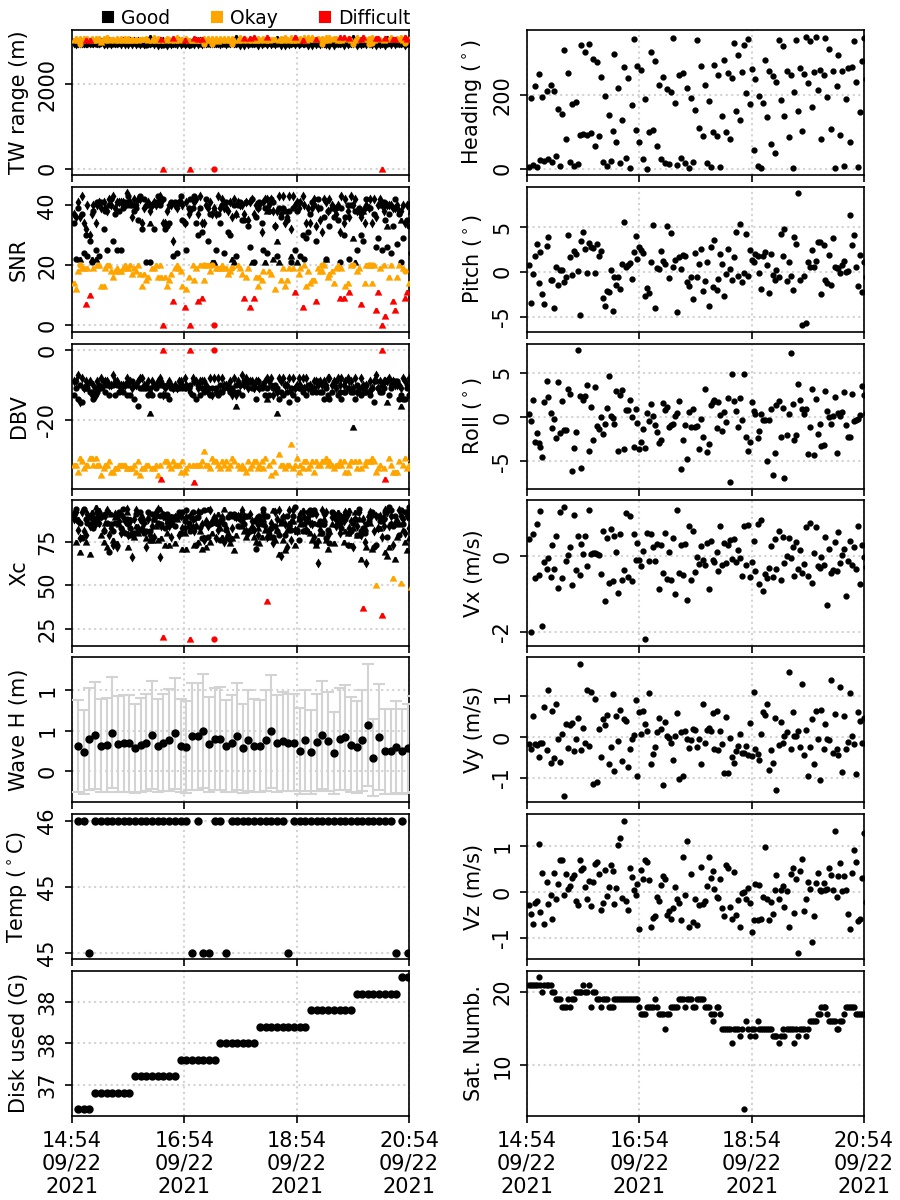 Good Okay Difficult
TW range (m)
2000
0
Heading (°)
200
0
SNR
40
20
0
Pitch (°)
5
0
-5
DBV
0
-20
Roll (°)
5
0
-5
Xc
75
50
25
Vx (m/s)
0
-2
Wave H (m)
1
1
0
Vy (m/s)
1
0
-1
Temp (°C)
46
45
45
Vz (m/s)
1
0
-1
Disk used (G)
38
38
37
Sat. Numb.
20
10
14:54 16:54 18:54 20:54
09/22 09/22 09/22 09/22
2021 2021 2021 2021
14:54 16:54 18:54 20:54
09/22 09/22 09/22 09/22
2021 2021 2021 2021